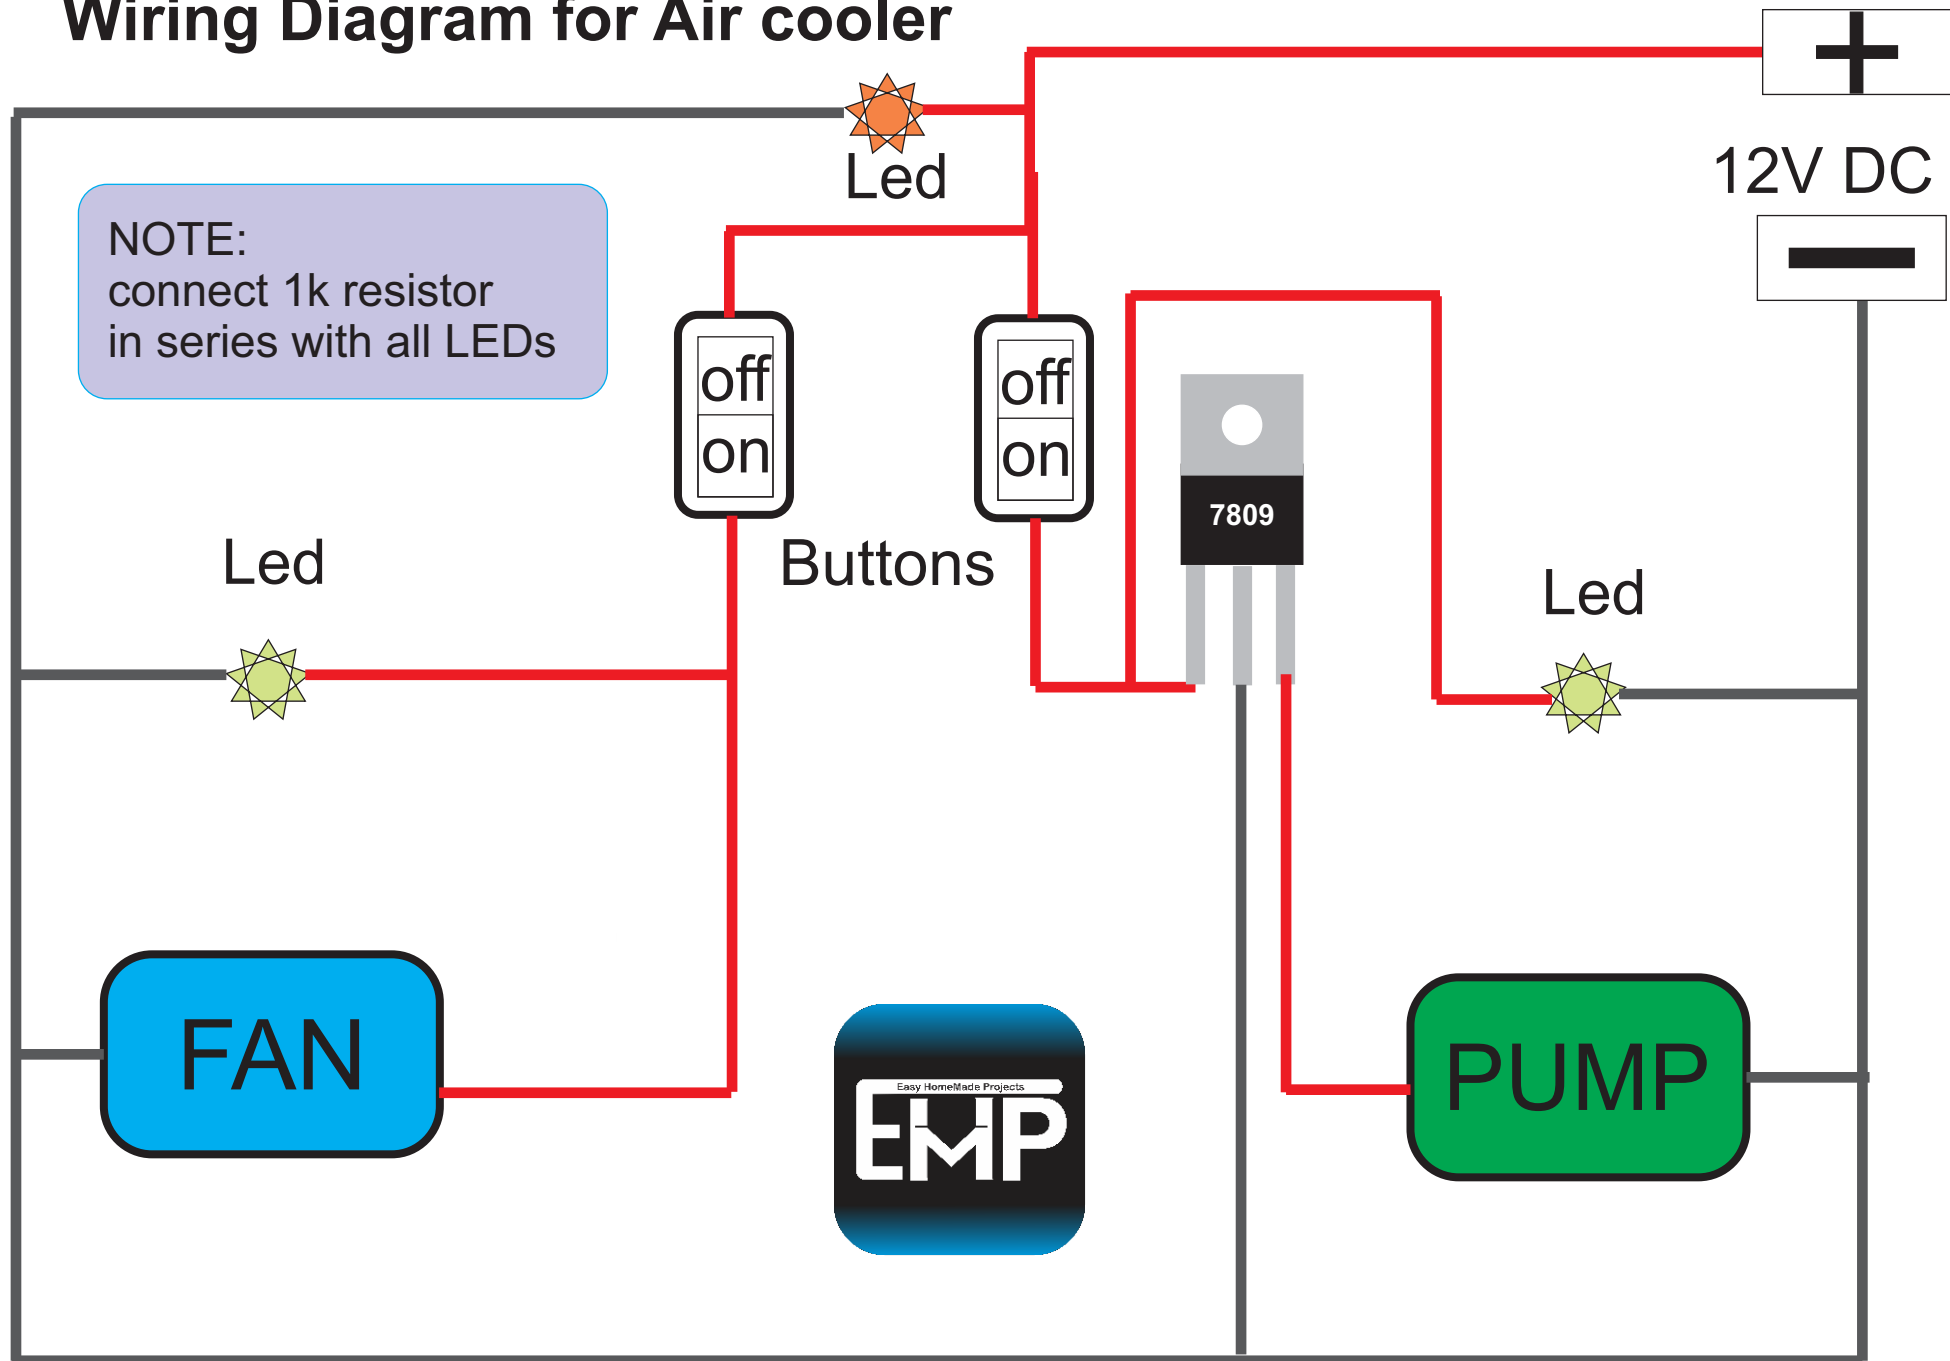 Wiring Diagram for Air cooler
Led
12V DC
NOTE:
connect 1k resistor
in series with all LEDs
off
on
off
on
7809
Buttons
Led
Led
FAN
PUMP
Easy HomeMade Projects
EMP